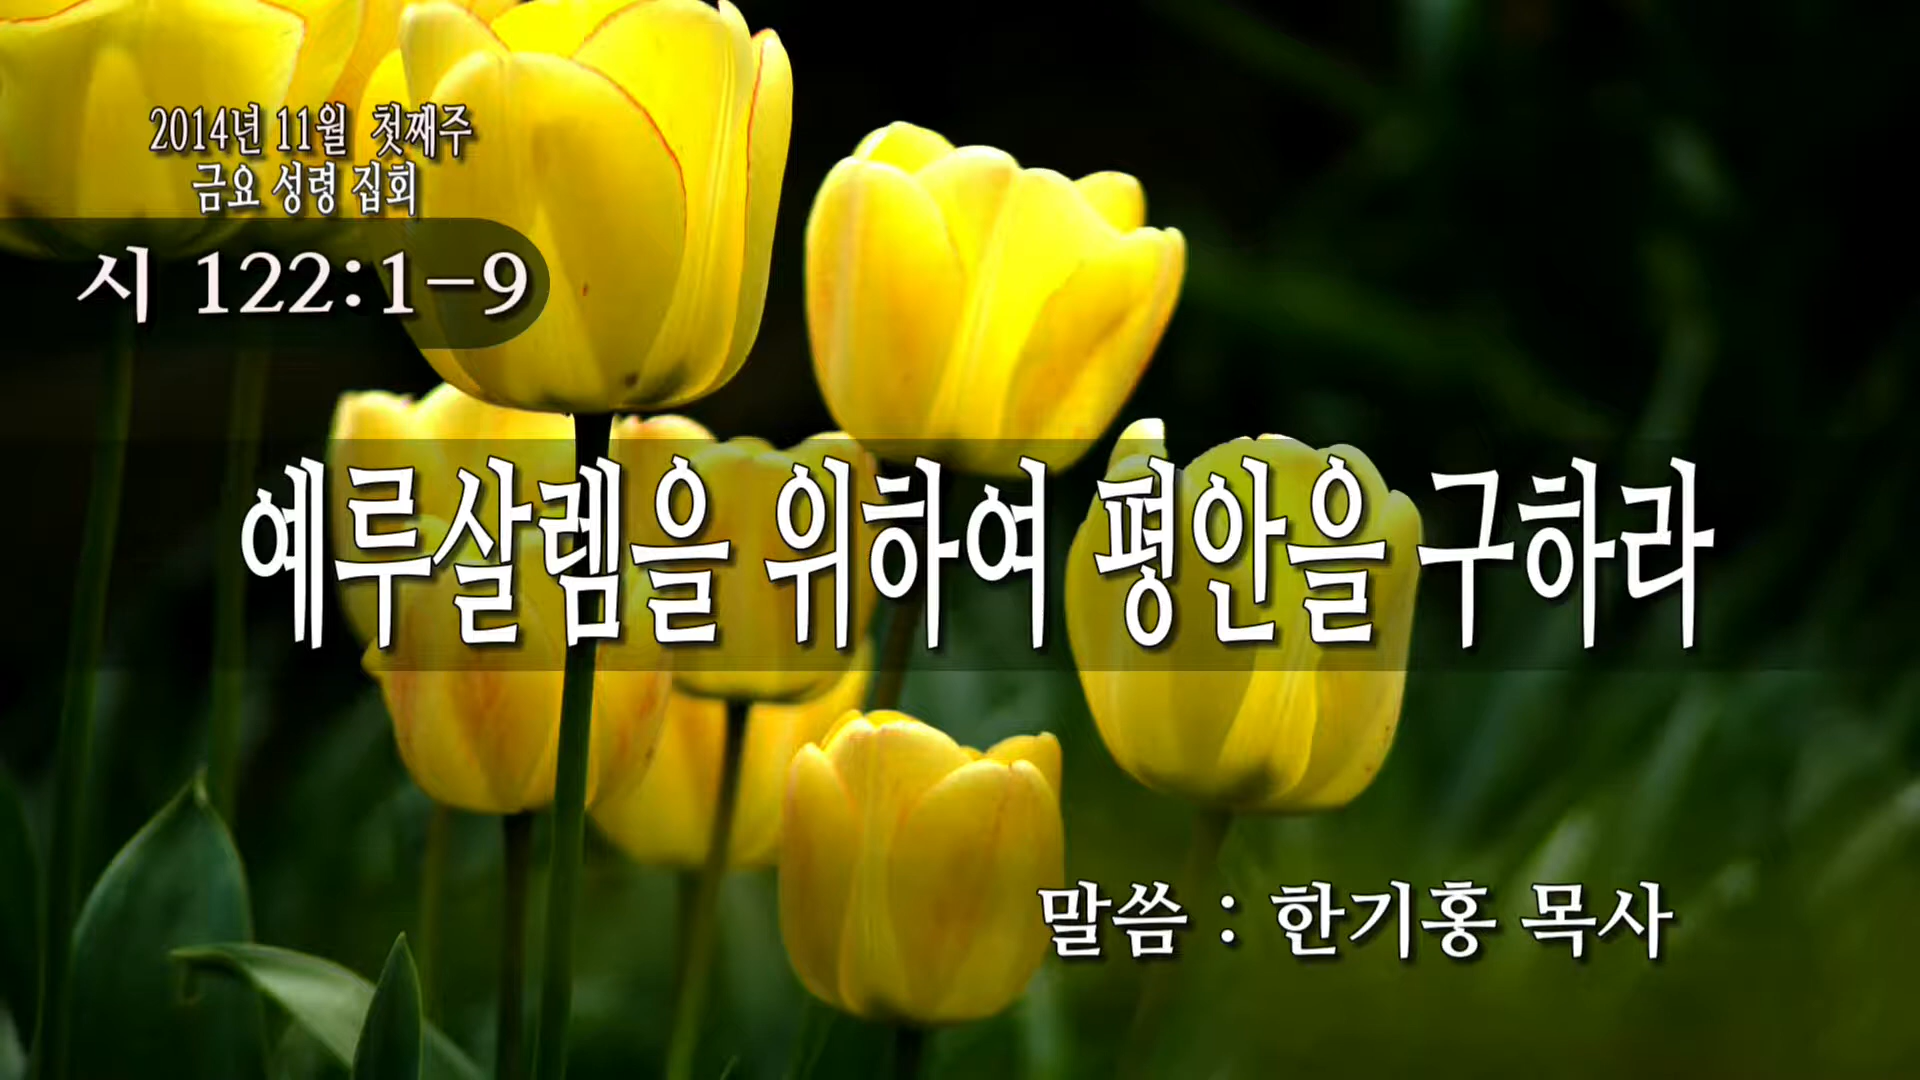 2014년 11월 첫째주
금요 성령 집회
시 122:1-9
예루살렘을 위하여 평안을 구하라
말씀 : 한기홍 목사